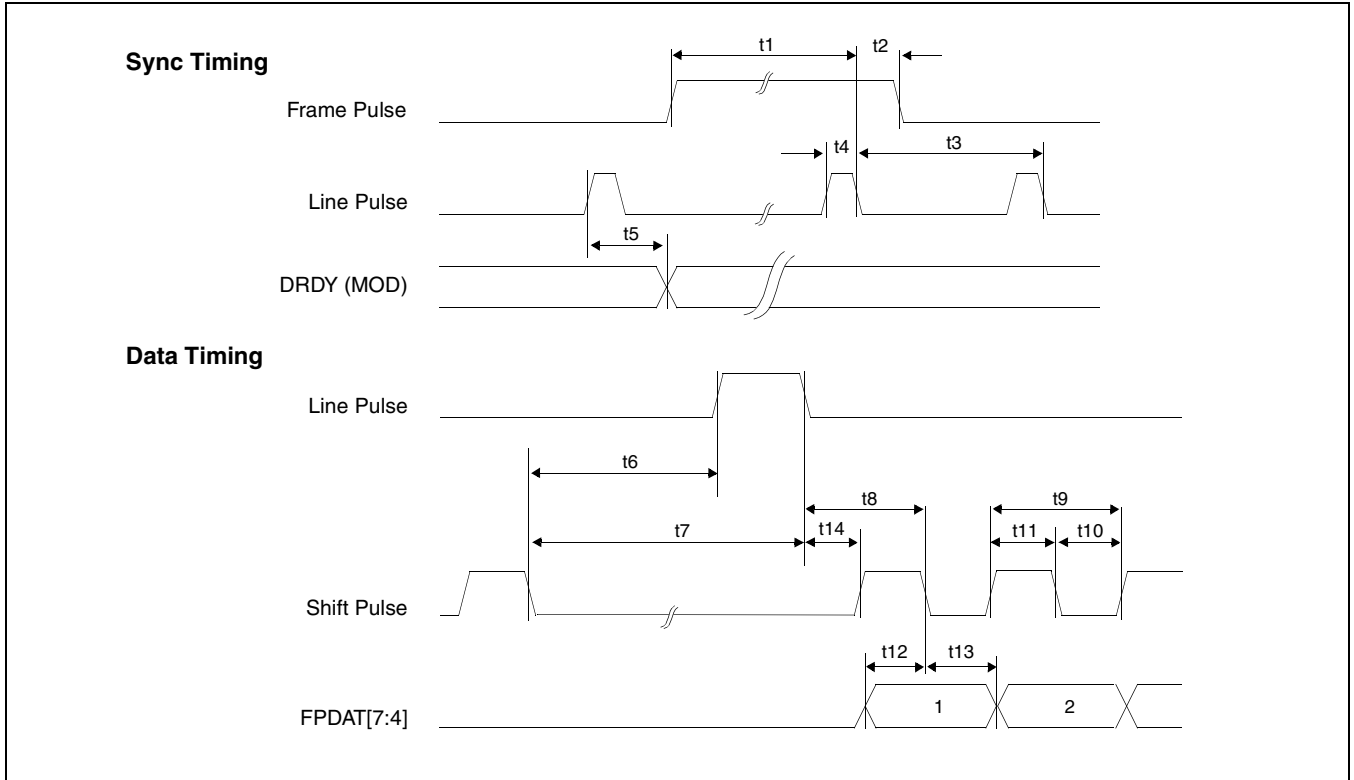 Sync Timing
t1
t2
Frame Pulse
t4
t3
Line Pulse
t5
DRDY (MOD)
Data Timing
Line Pulse
t6
t8
t9
t7
t14
t11
t10
Shift Pulse
t12
t13
FPDAT[7:4]
1
2